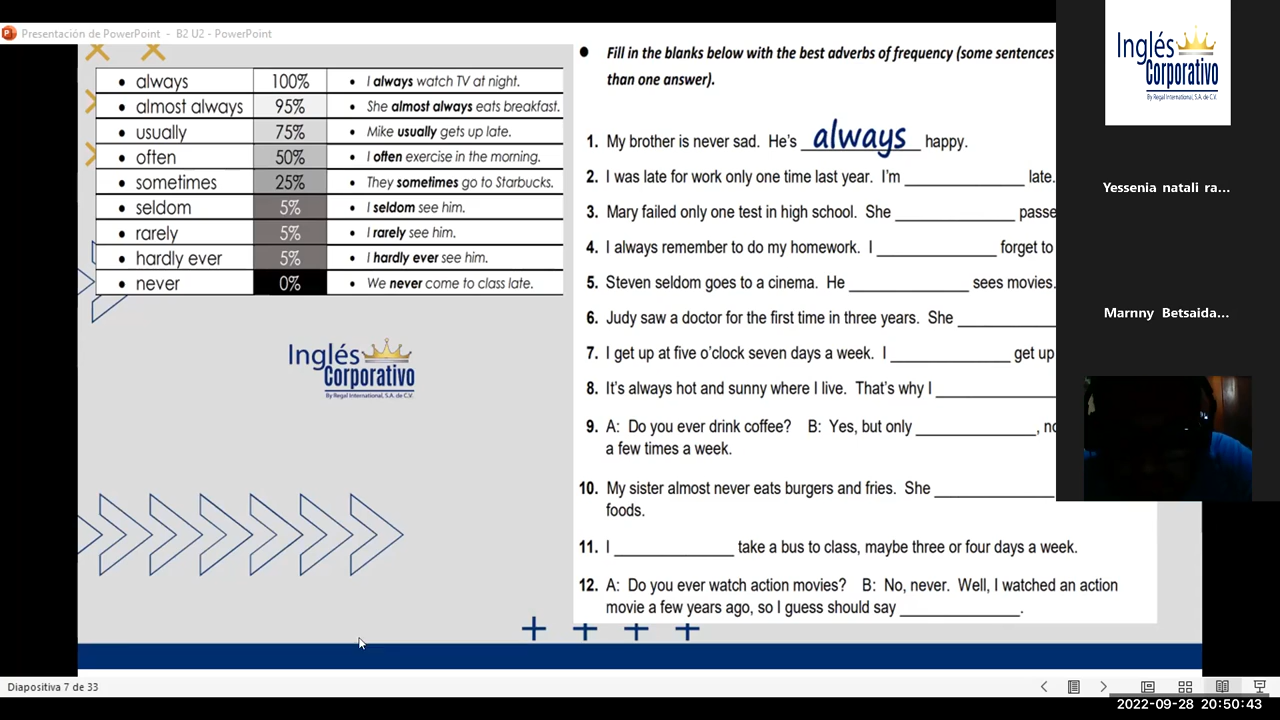 Presentación de PowerPoint - B2 U2 - PowerPoint
• always 100% • I always watch TV at night.
• almost always 95% • She almost always eats breakfast.
• usually 75% • Mike usually gets up late.
• often 50% • I often exercise in the morning.
• sometimes 25% • They sometimes go to Starbucks.
• seldom 5% • I seldom see him.
• rarely 5% • I rarely see him.
• hardly ever 5% • I hardly ever see him.
• never 0% • We never come to class late.
Inglés
Corporativo
By Regal International, S.A. de C.V.
• Fill in the blanks below with the best adverbs of frequency (some sentences
than one answer).
1. My brother is never sad. He's always happy.
2. I was late for work only one time last year. I'm ____________ late.
3. Mary failed only one test in high school. She ____________ passe
4. I always remember to do my homework. I ____________ forget to
5. Steven seldom goes to a cinema. He ____________ sees movies.
6. Judy saw a doctor for the first time in three years. She ____________
7. I get up at five o'clock seven days a week. I ____________ get up
8. It's always hot and sunny where I live. That's why I ____________
9. A: Do you ever drink coffee? B: Yes, but only ____________,
a few times a week.
10. My sister almost never eats burgers and fries. She ____________
foods.
11. I ____________ take a bus to class, maybe three or four days a week.
12. A: Do you ever watch action movies? B: No, never. Well, I watched an action
movie a few years ago, so I guess should say ____________.
Inglés
Corporativo
By Regal International, S.A. de C.V.
Yessenia natali ra...
Marnny Betsaida...
Diapositiva 7 de 33
2022-09-28 20:50:43